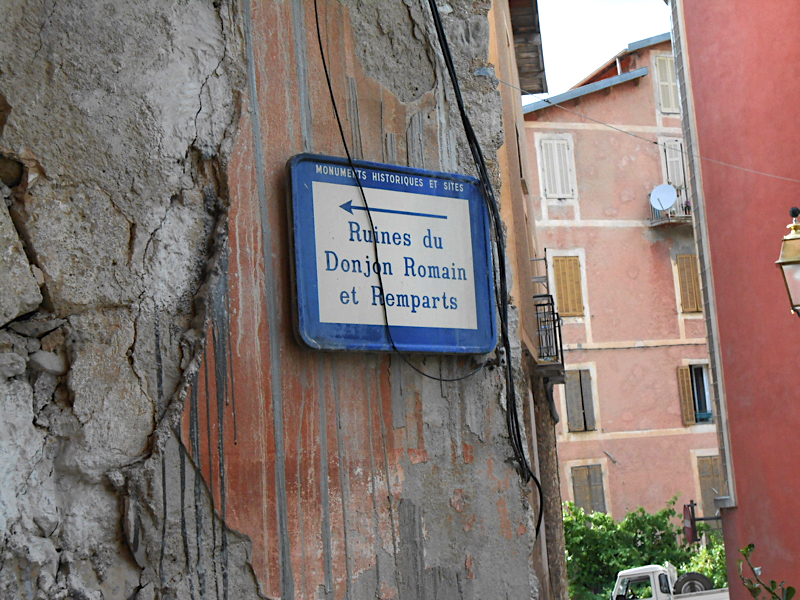 MONUMENTS HISTORIQUES ET SITES
Ruines du
Donjon Romain
et Remparts